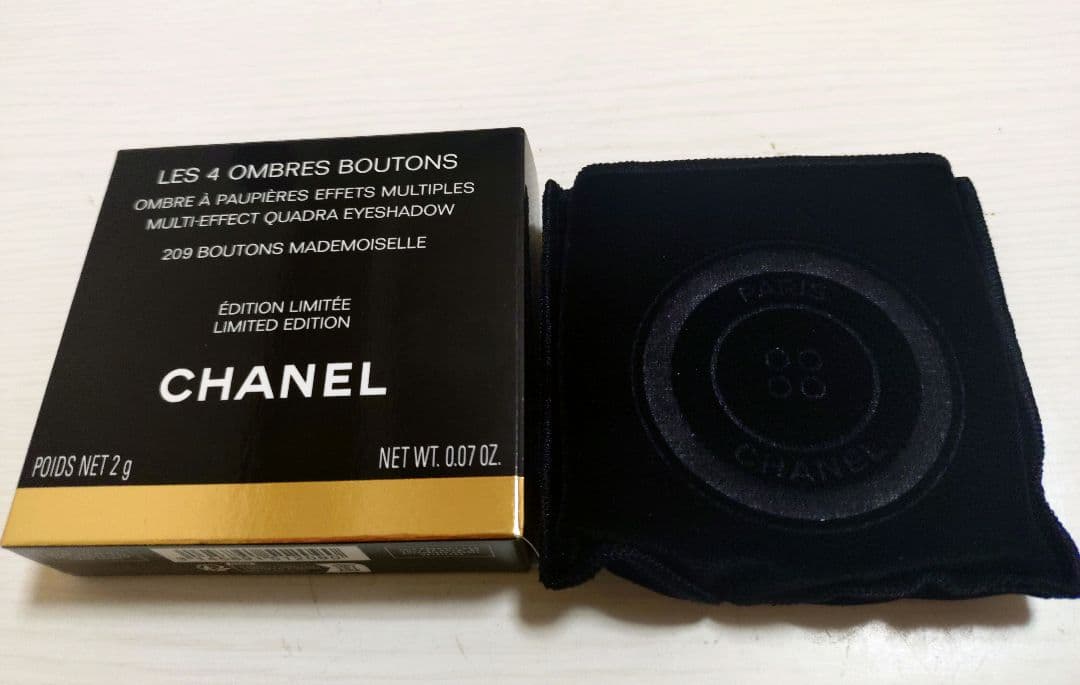 LES 4 OMBRES BOUTONS
OMBRE À PAUPIÈRES EFFETS MULTIPLES
MULTI-EFFECT QUADRA EYESHADOW
209 BOUTONS MADEMOISELLE
ÉDITION LIMITÉE
LIMITED EDITION
CHANEL
POIDS NET 2 g
NET WT. 0.07 OZ.
PARIS
CHANEL